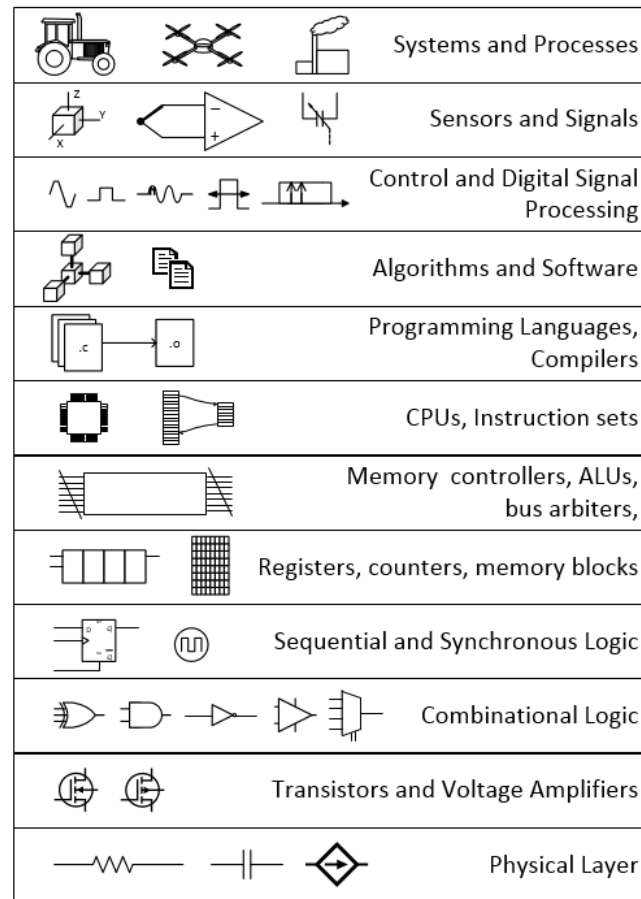 Systems and Processes
Z
Y
X
Sensors and Signals
−
+
Control and Digital Signal
Processing
Algorithms and Software
.c
.o
Programming Languages,
Compilers
CPUs, Instruction sets
Memory controllers, ALUs,
bus arbiters,
Registers, counters, memory blocks
Sequential and Synchronous Logic
Combinational Logic
Transistors and Voltage Amplifiers
Physical Layer